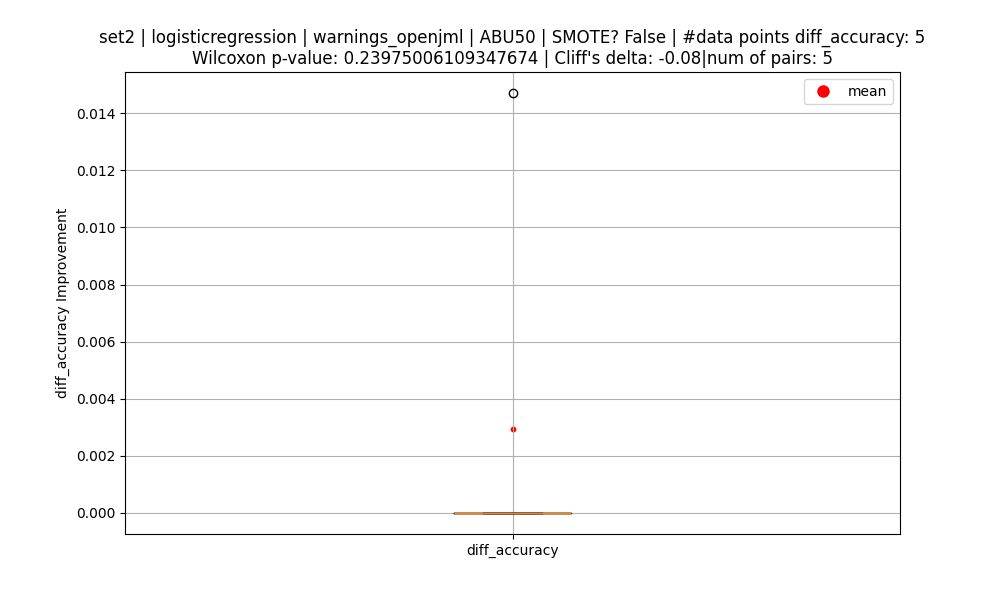 set2 | logisticregression | warnings_openjml | ABU50 | SMOTE? False | #data points diff_accuracy: 5
Wilcoxon p-value: 0.23975006109347674 | Cliff's delta: -0.08|num of pairs: 5
mean
0.014
0.012
0.010
0.008
0.006
0.004
0.002
0.000
diff_accuracy Improvement
diff_accuracy